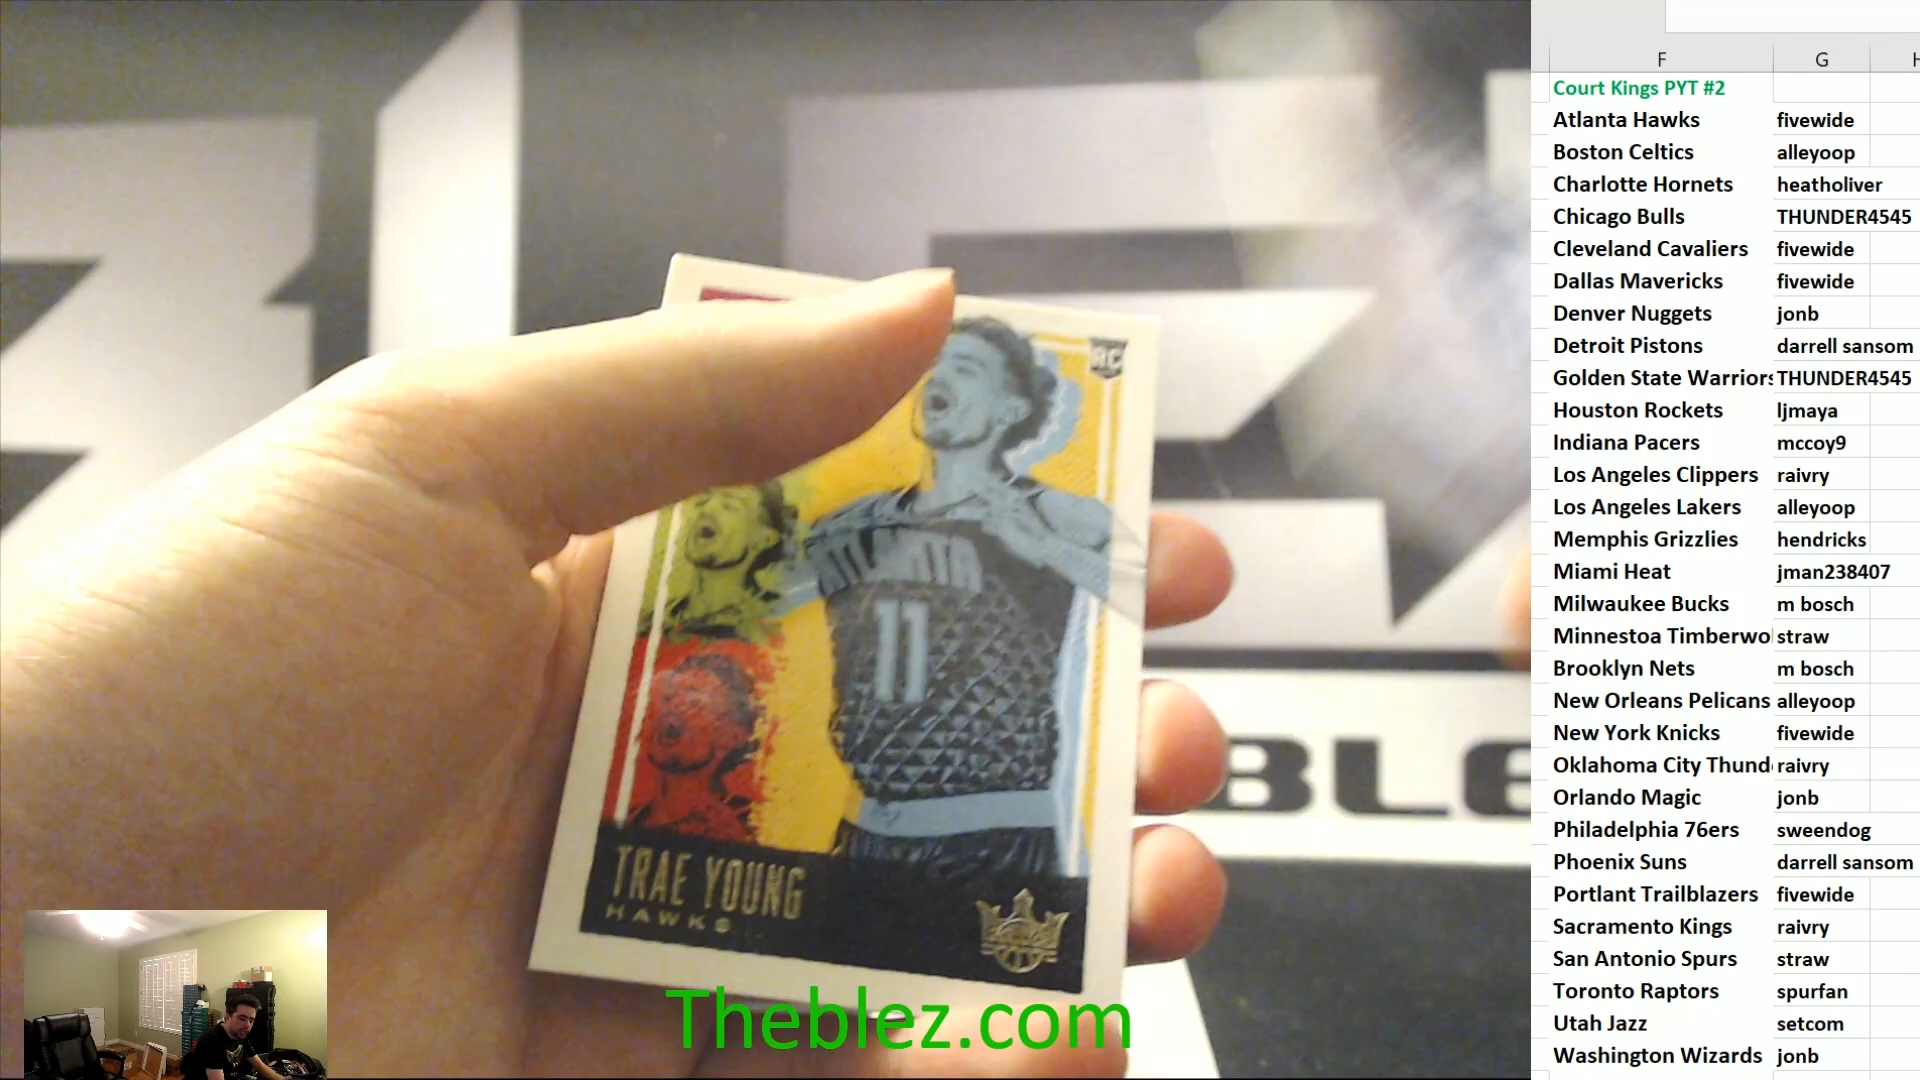 F G
Court Kings PYT #2
Atlanta Hawks fivewide
Boston Celtics alleyoop
Charlotte Hornets heatholiver
Chicago Bulls THUNDER4545
Cleveland Cavaliers fivewide
Dallas Mavericks fivewide
Denver Nuggets jonb
Detroit Pistons darrell sansom
Golden State Warriors THUNDER4545
Houston Rockets ljmaya
Indiana Pacers mccoy9
Los Angeles Clippers raivry
Los Angeles Lakers alleyoop
Memphis Grizzlies hendricks
Miami Heat jman238407
Milwaukee Bucks m bosch
Minnestoa Timberwol straw
Brooklyn Nets m bosch
New Orleans Pelicans alleyoop
New York Knicks fivewide
Oklahoma City Thund raivry
Orlando Magic jonb
Philadelphia 76ers sweendog
Phoenix Suns darrell sansom
Portlant Trailblazers fivewide
Sacramento Kings raivry
San Antonio Spurs straw
Toronto Raptors spurfan
Utah Jazz setcom
Washington Wizards jonb
RC
ATLANTA
11
TRAE YOUNG
HAWKS
BLE
Theblez.com